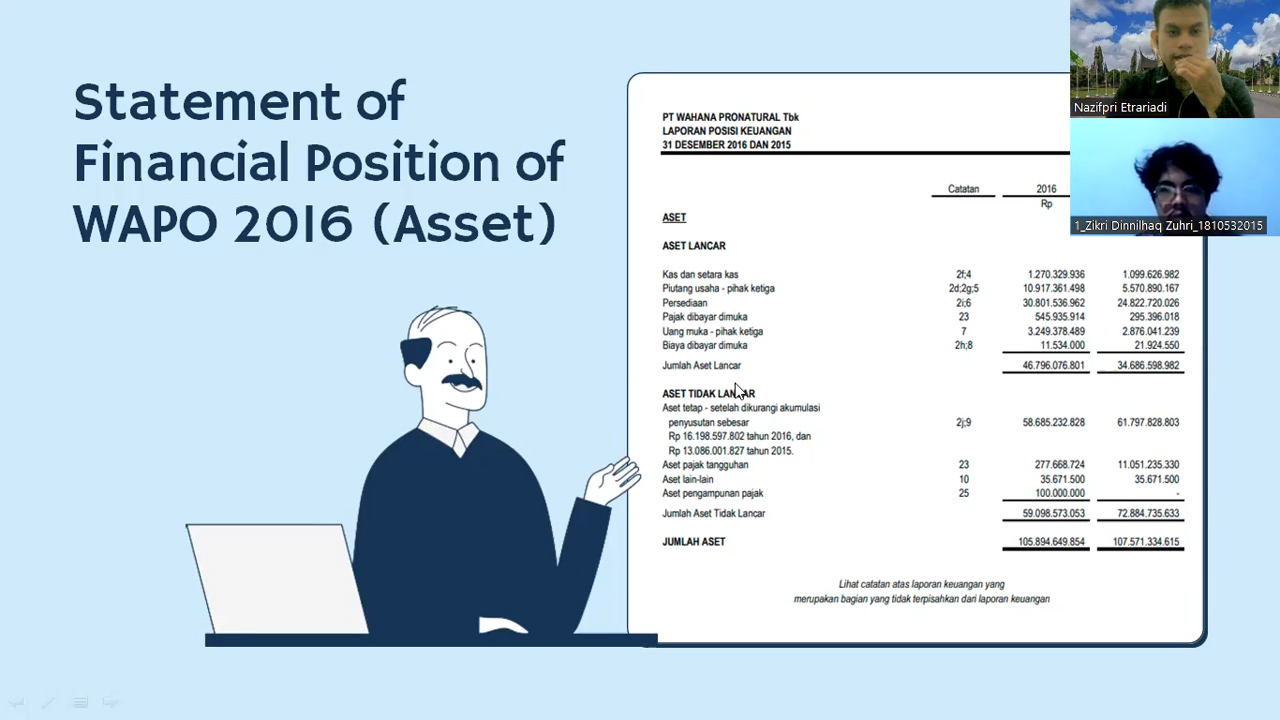 Statement of
Financial Position of
WAPO 2016 (Asset)
PT WAHANA PRONATURAL Tbk
LAPORAN POSISI KEUANGAN
31 DESEMBER 2016 DAN 2015
Catatan 2016
Rp
ASET
ASET LANCAR
Kas dan setara kas 2f;4 1.270.329.936 1.099.626.982
Piutang usaha - pihak ketiga 2d;2g;5 10.917.361.498 5.570.890.167
Persediaan 2i;6 30.801.536.962 24.822.720.026
Pajak dibayar dimuka 23 545.935.914 295.396.018
Uang muka - pihak ketiga 7 3.249.378.489 2.876.041.239
Biaya dibayar dimuka 2h;8 11.534.000 21.924.550
Jumlah Aset Lancar 46.796.076.801 34.686.598.982
ASET TIDAK LANCAR
Aset tetap - setelah dikurangi akumulasi
penyusutan sebesar 2j;9 58.685.232.828 61.797.828.803
Rp 16.198.597.802 tahun 2016, dan
Rp 13.086.001.827 tahun 2015.
Aset pajak tangguhan 23 277.668.724 11.051.235.330
Aset lain-lain 10 35.671.500 35.671.500
Aset pengampunan pajak 25 100.000.000 -
Jumlah Aset Tidak Lancar 59.098.573.053 72.884.735.633
JUMLAH ASET 105.894.649.854 107.571.334.615
Lihat catatan atas laporan keuangan yang
merupakan bagian yang tidak terpisahkan dari laporan keuangan
Nazifpri Etrariadi
1_Zikri Dinnilhaq Zuhri_1810532015